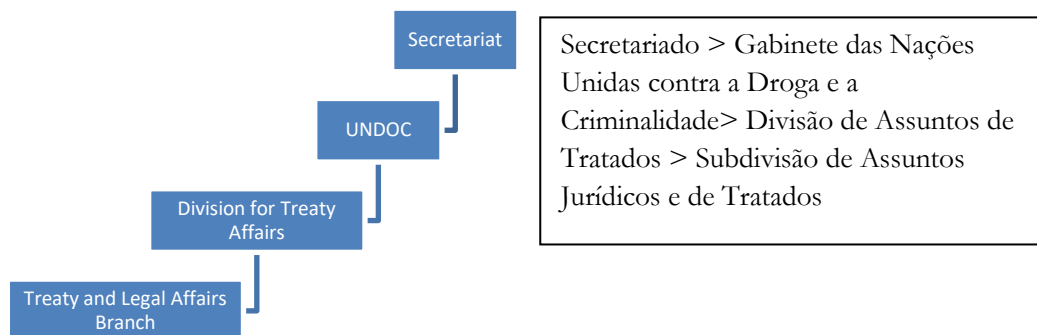 Secretariat
UNDOC
Division for Treaty
Affairs
Treaty and Legal Affairs
Branch
Secretariado > Gabinete das Nações
Unidas contra a Droga e a
Criminalidade> Divisão de Assuntos de
Tratados > Subdivisão de Assuntos
Jurídicos e de Tratados